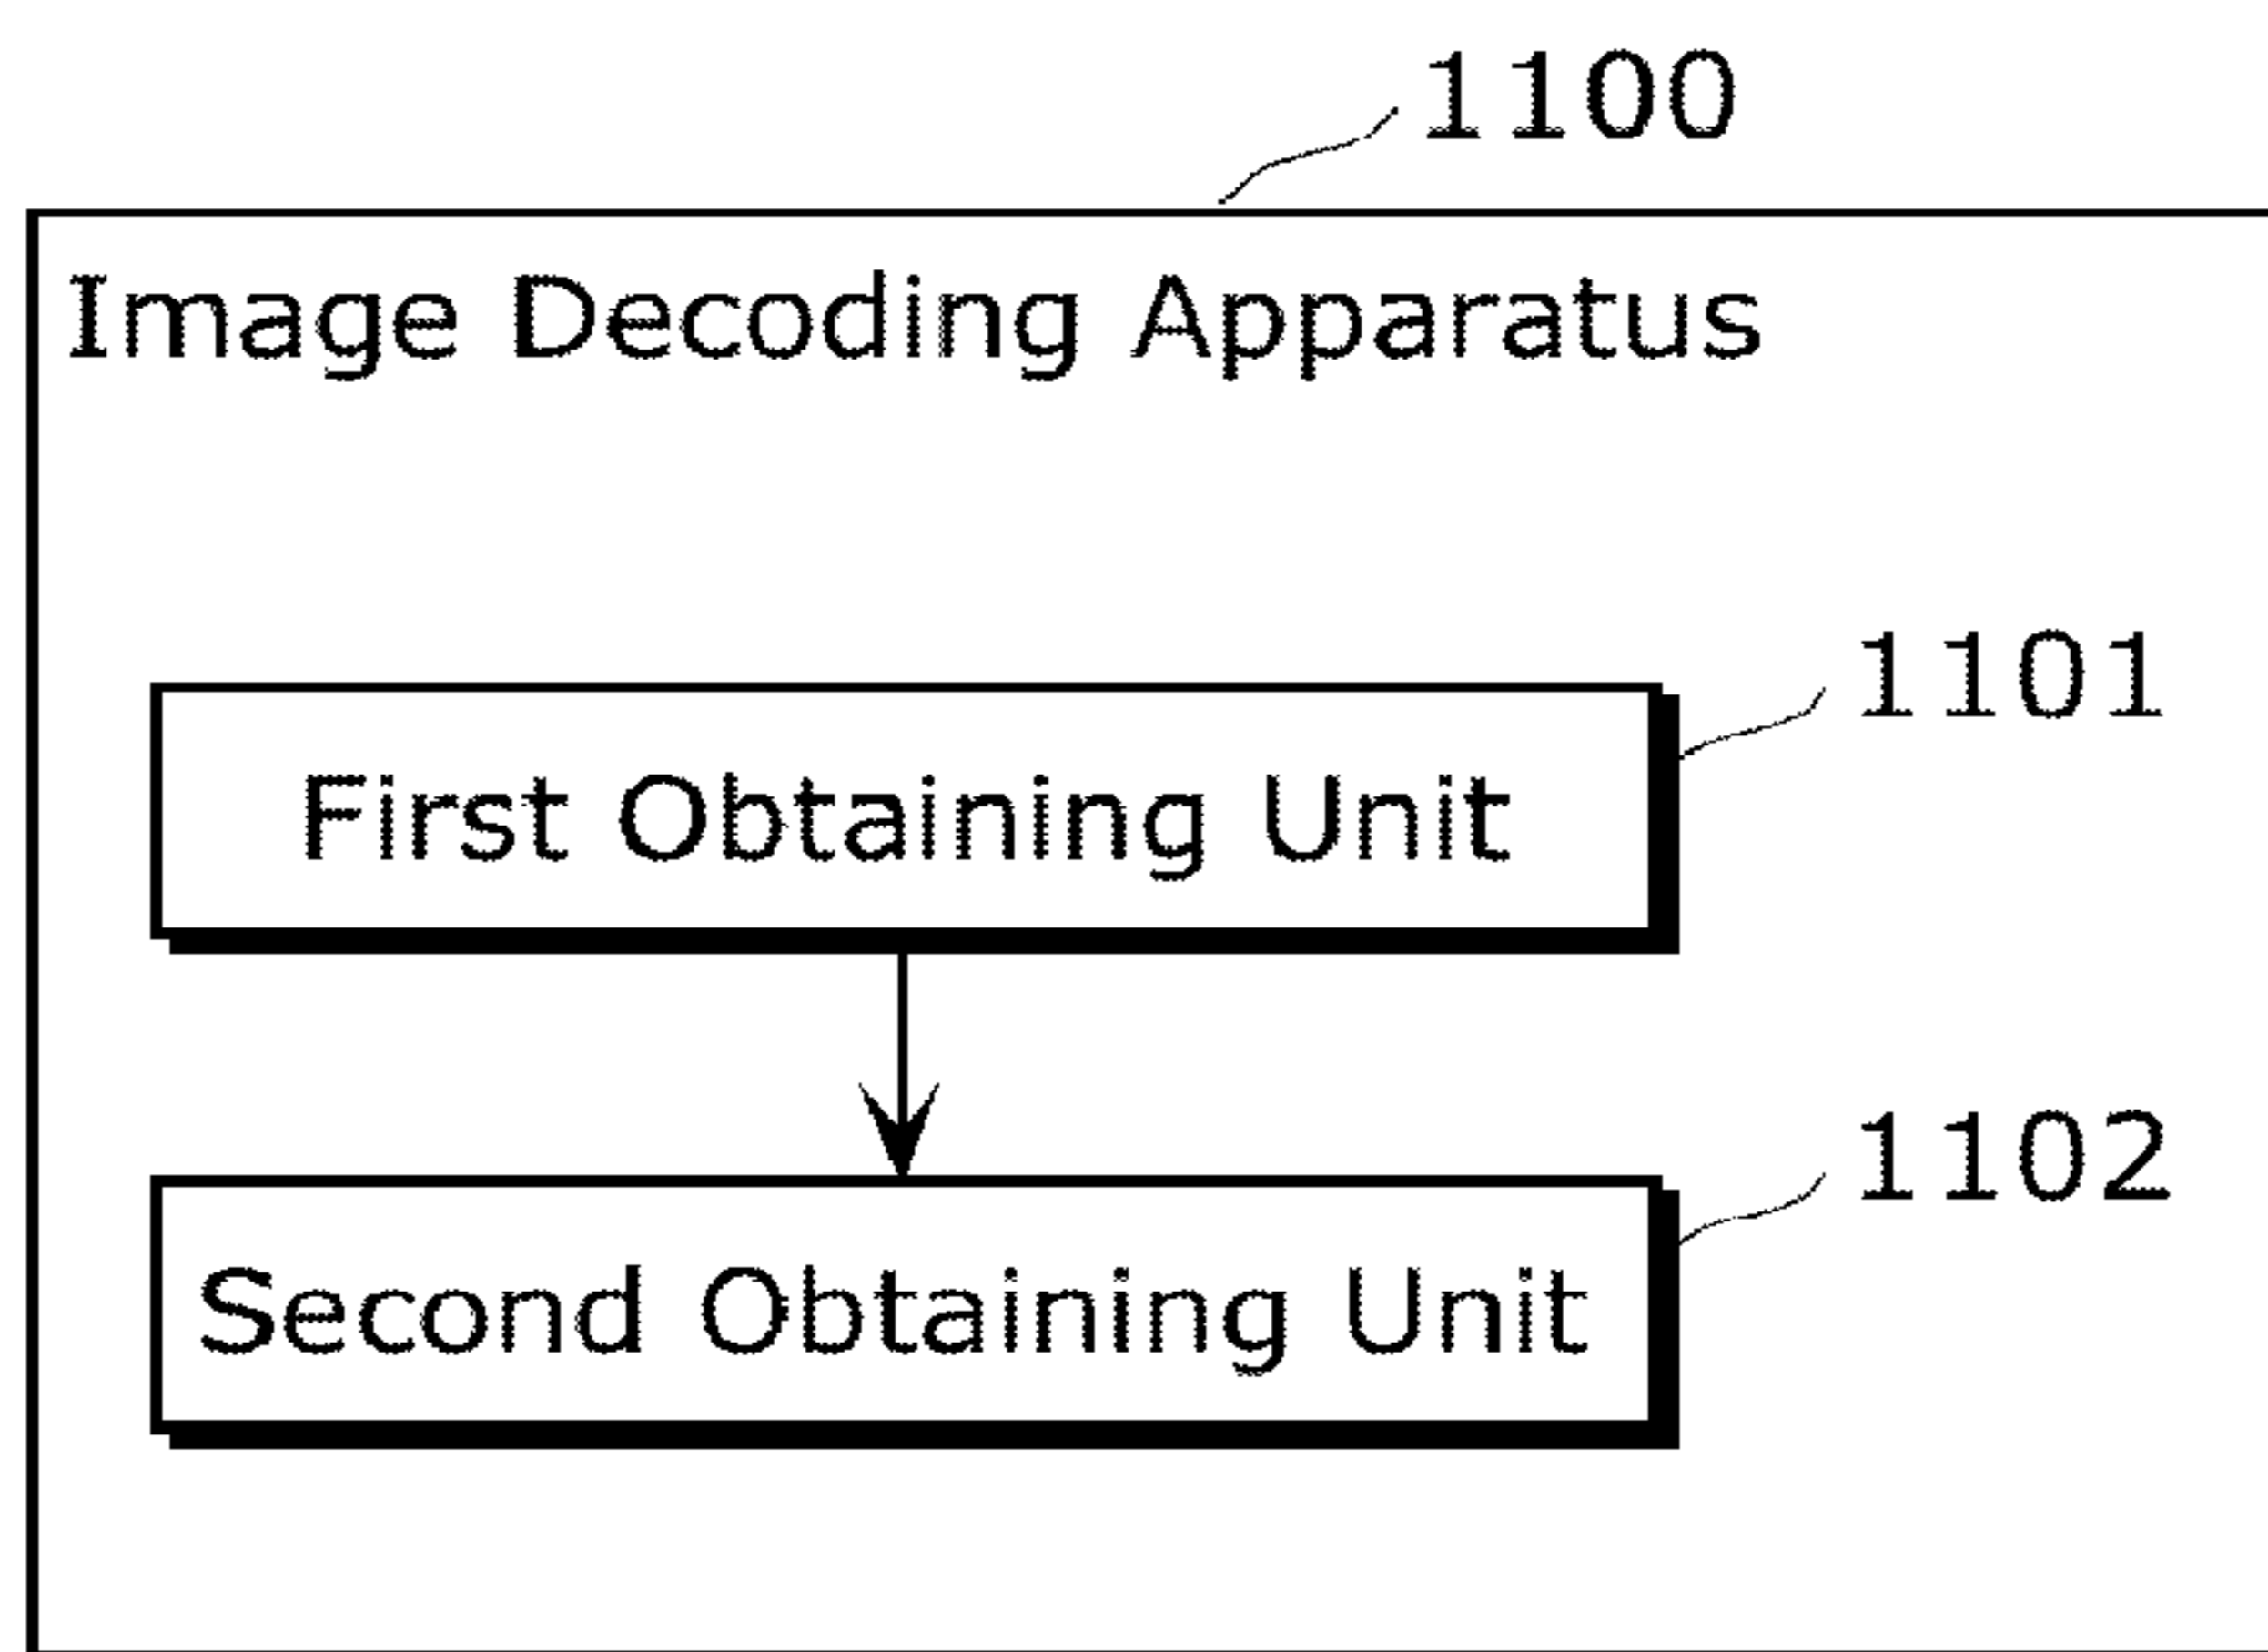 1100
Image Decoding Apparatus
1101
First Obtaining Unit
1102
Second Obtaining Unit